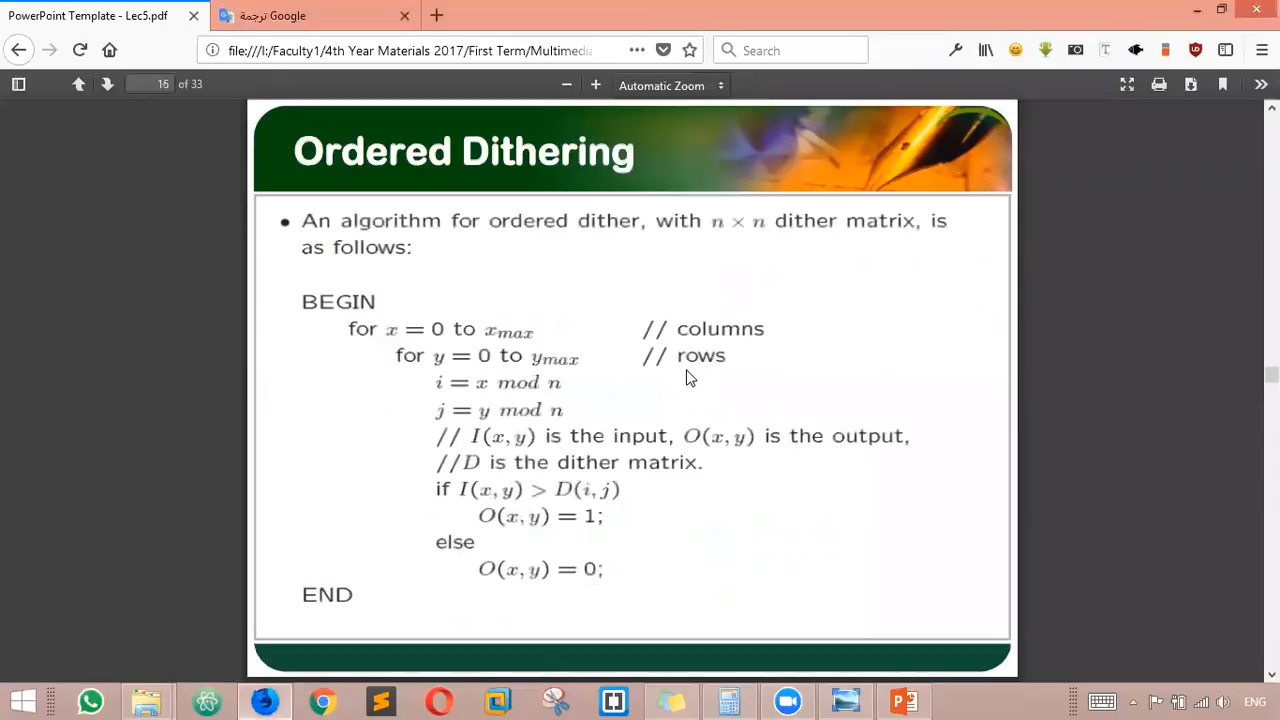 PowerPoint Template - Lec5.pdf
ترجمة Google
file:///I:/Faculty1/4th Year Materials 2017/First Term/Multimedia
Search
16 of 33
Automatic Zoom
Ordered Dithering
• An algorithm for ordered dither, with n × n dither matrix, is
as follows:
BEGIN
for x = 0 to xmax // columns
for y = 0 to ymax // rows
i = x mod n
j = y mod n
// I(x, y) is the input, O(x, y) is the output,
//D is the dither matrix.
if I(x, y) > D(i, j)
O(x, y) = 1;
else
O(x, y) = 0;
END
ENG